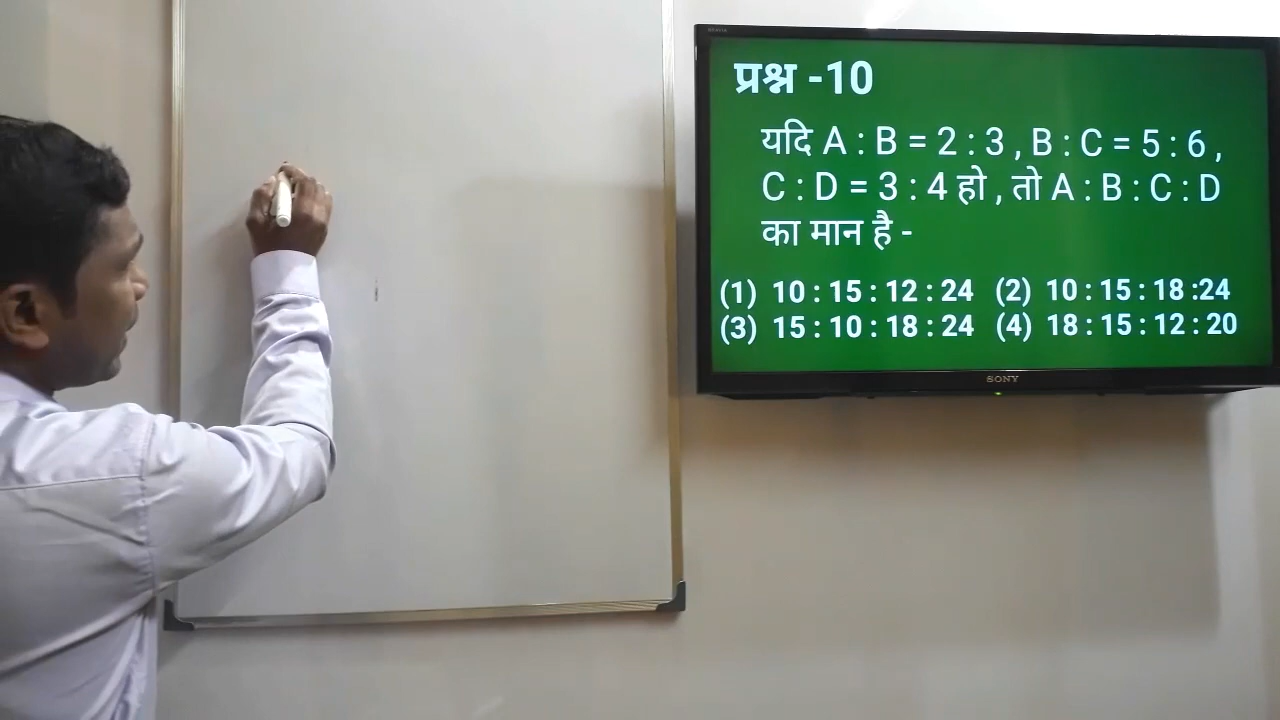 प्रश्न -10
यदि A : B = 2 : 3 , B : C = 5 : 6 ,
C : D = 3 : 4 हो , तो A : B : C : D
का मान है -
(1) 10 : 15 : 12 : 24 (2) 10 : 15 : 18 :24
(3) 15 : 10 : 18 : 24 (4) 18 : 15 : 12 : 20
SONY